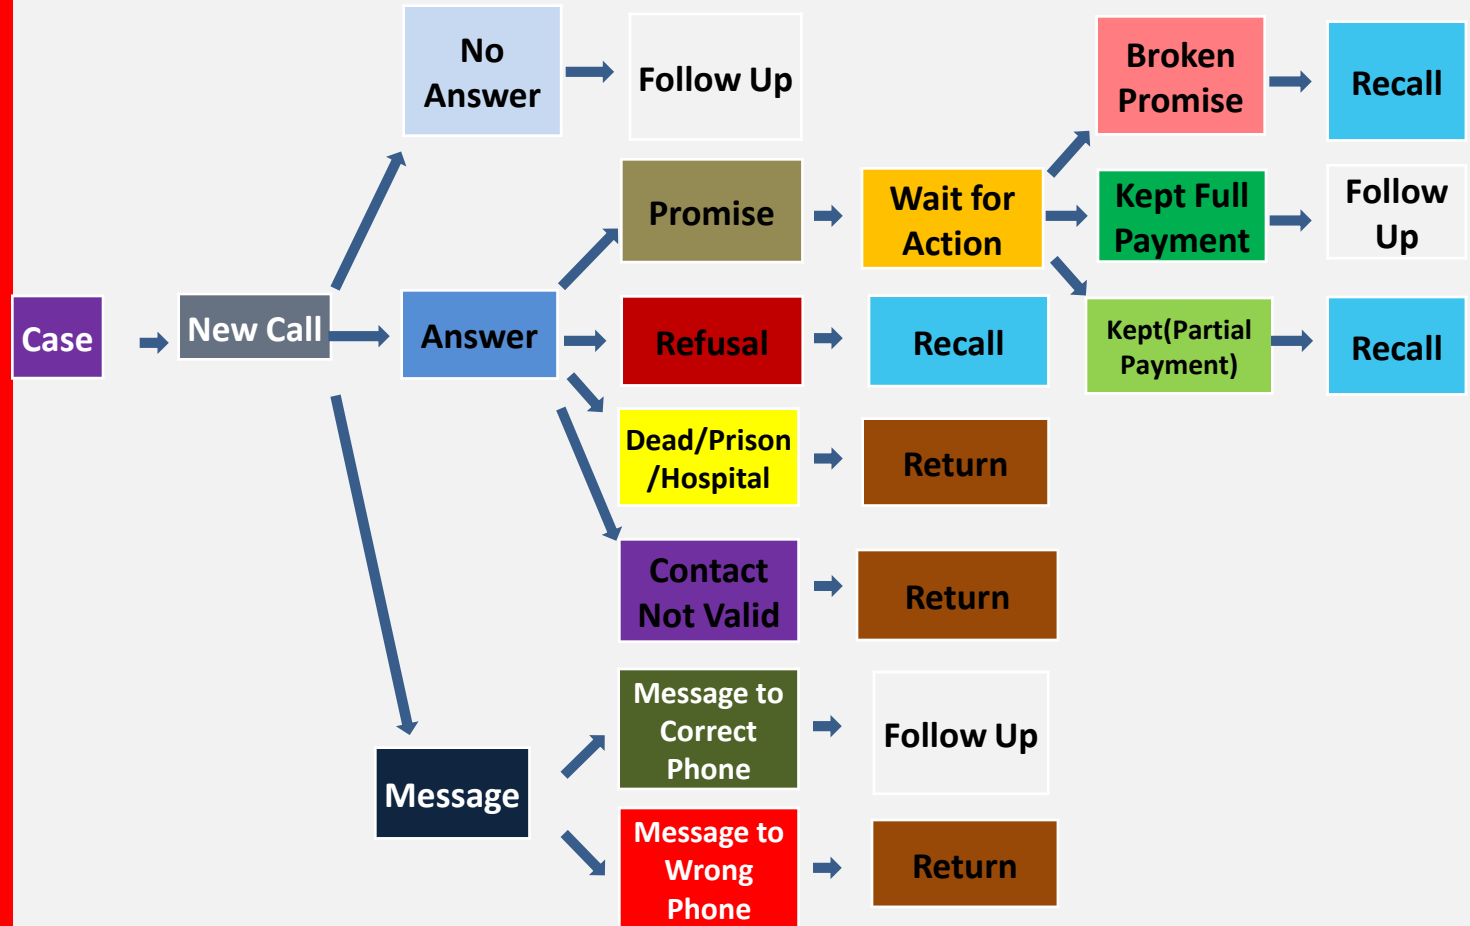 No
Answer
Follow Up
Broken
Promise
Recall
Promise
Wait for
Action
Kept Full
Payment
Follow
Up
Case
New Call
Answer
Refusal
Recall
Kept(Partial
Payment)
Recall
Dead/Prison
/Hospital
Return
Contact
Not Valid
Return
Message
Message to
Correct
Phone
Follow Up
Message to
Wrong
Phone
Return